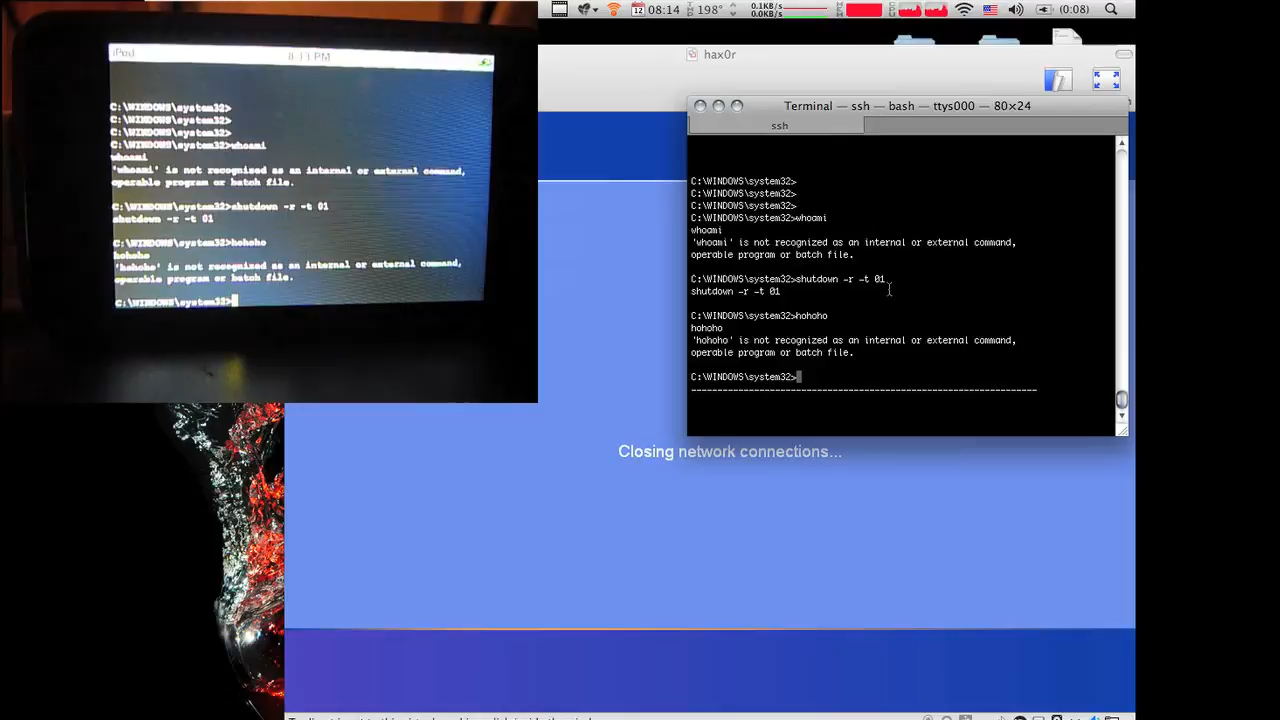 iPod
8:13 PM
C:\WINDOWS\system32>
C:\WINDOWS\system32>
C:\WINDOWS\system32>
C:\WINDOWS\system32>whoami
whoami
'whoami' is not recognised as an internal or external command,
operable program or batch file.
C:\WINDOWS\system32>shutdown -r -t 01
shutdown -r -t 01
C:\WINDOWS\system32>hohoho
hohoho
'hohoho' is not recognised as an internal or external command,
operable program or batch file.
C:\WINDOWS\system32>
12 08:14 198° 0.1KB/s
0.0KB/s
(0:08)
hax0r
Terminal — ssh — bash — ttys000 — 80×24
ssh
C:\WINDOWS\system32>
C:\WINDOWS\system32>
C:\WINDOWS\system32>
C:\WINDOWS\system32>whoami
whoami
'whoami' is not recognized as an internal or external command,
operable program or batch file.
C:\WINDOWS\system32>shutdown -r -t 01
shutdown -r -t 01
C:\WINDOWS\system32>hohoho
hohoho
'hohoho' is not recognized as an internal or external command,
operable program or batch file.
C:\WINDOWS\system32>
Closing network connections...